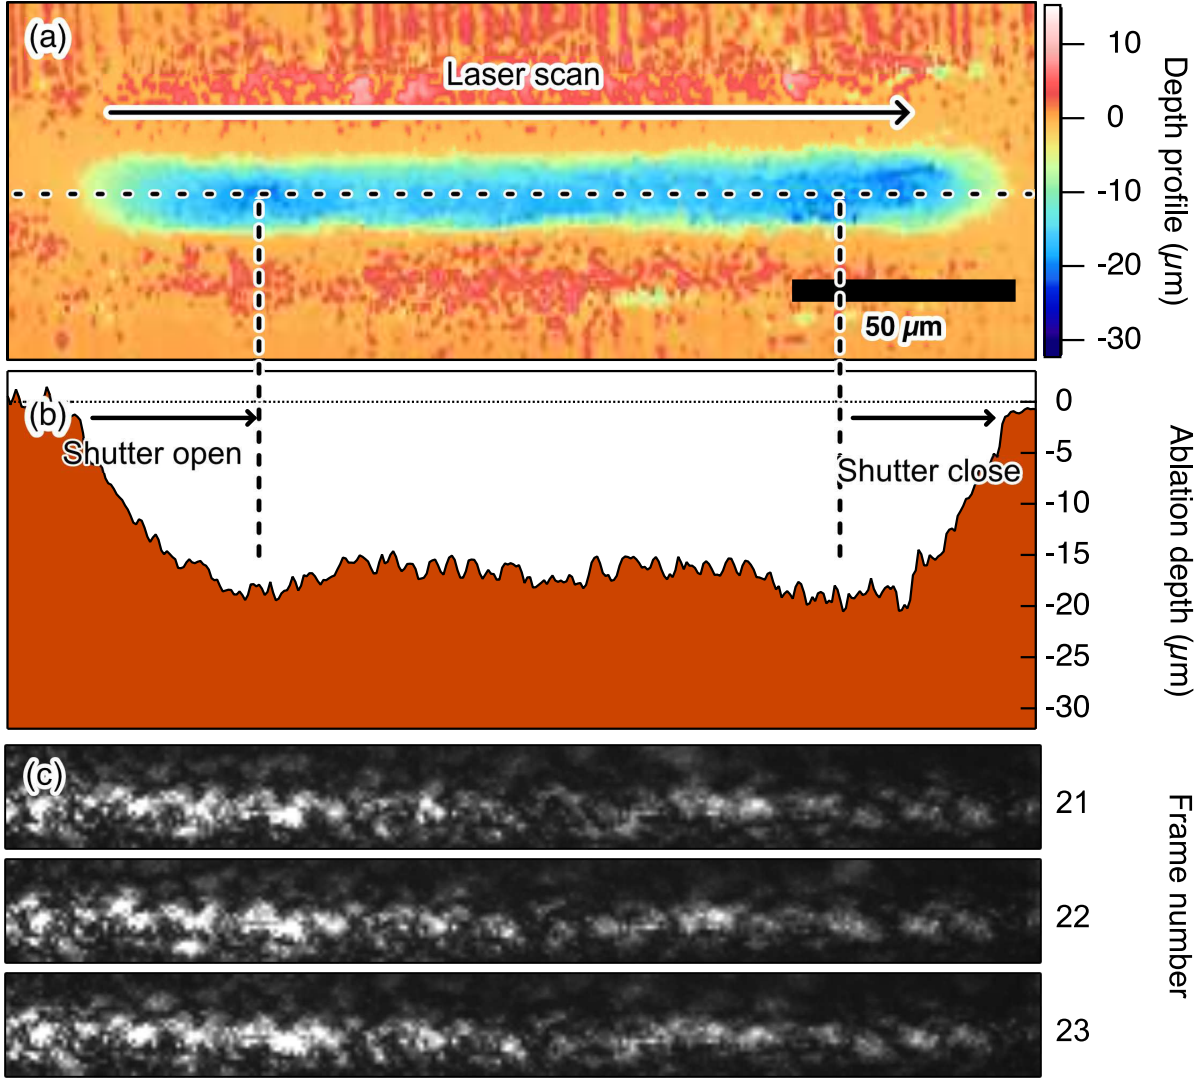 (a)
Laser scan
50 µm
10
0
-10
-20
-30
Depth profile (µm)
(b)
Shutter open
Shutter close
0
-5
-10
-15
-20
-25
-30
Ablation depth (µm)
(c)
21
22
23
Frame number